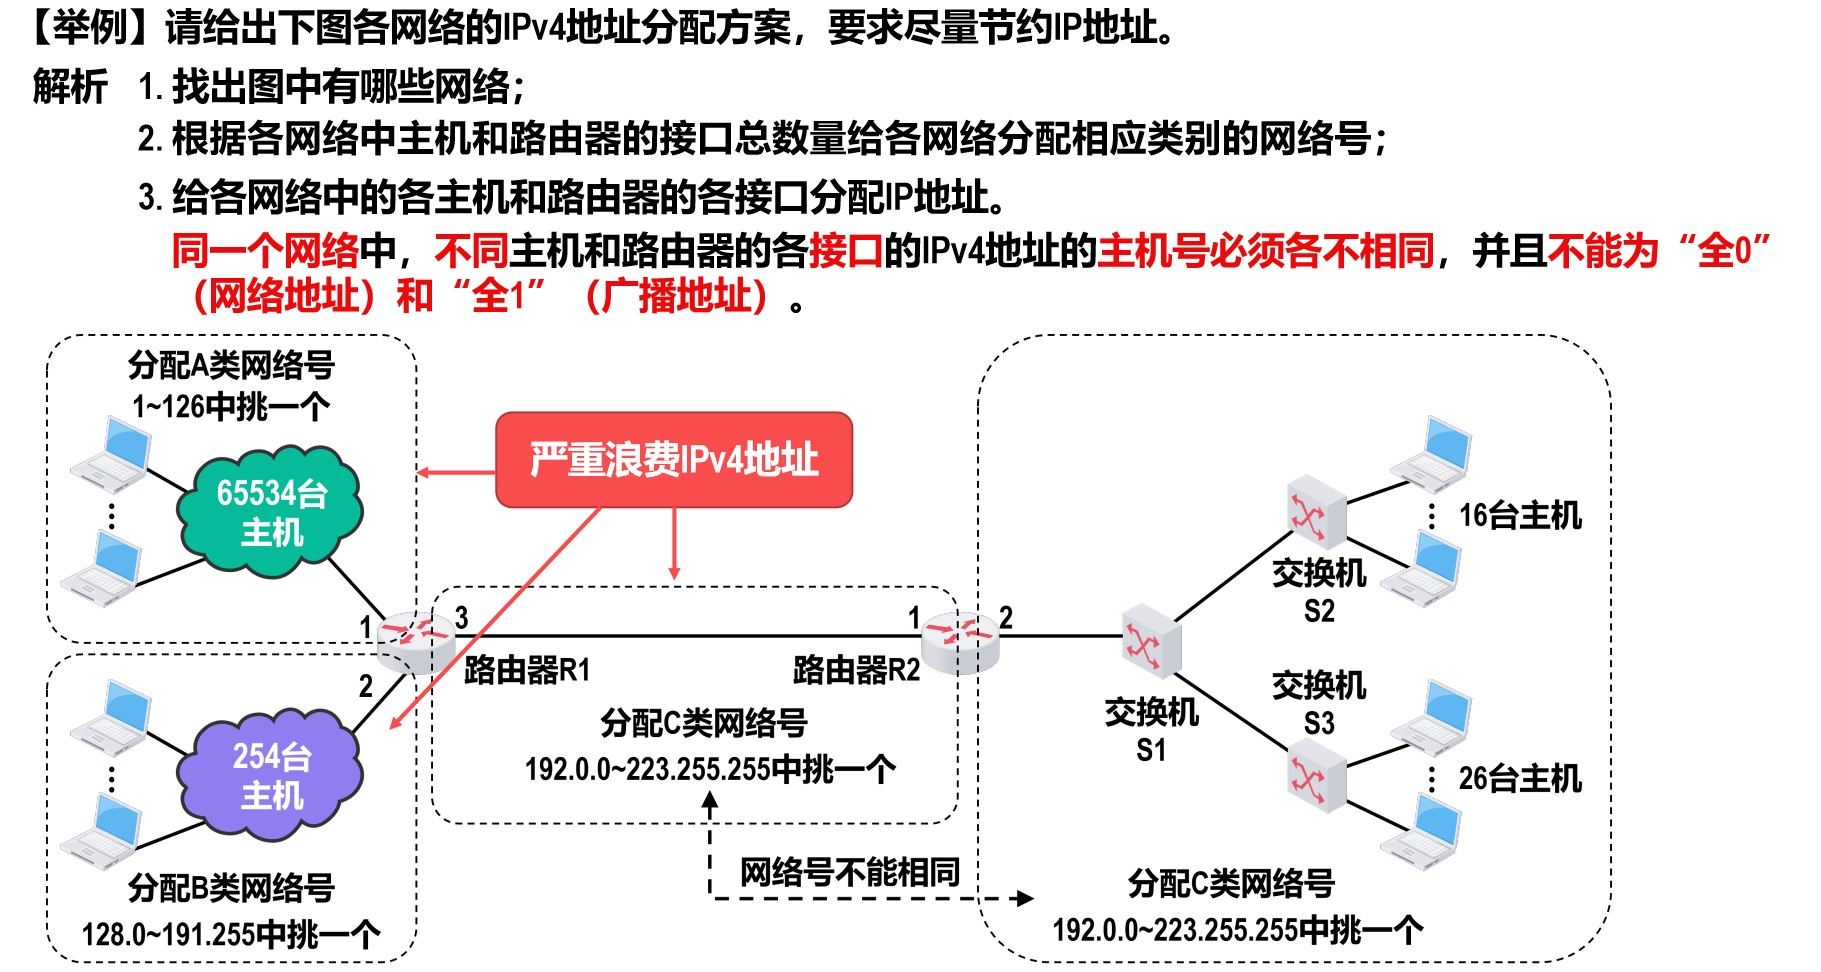 【举例】请给出下图各网络的IPv4地址分配方案，要求尽量节约IP地址。
解析 1. 找出图中有哪些网络；
2. 根据各网络中主机和路由器的接口总数量给各网络分配相应类别的网络号；
3. 给各网络中的各主机和路由器的各接口分配IP地址。
同一个网络中，不同主机和路由器的各接口的IPv4地址的主机号必须各不相同，并且不能为“全0”
（网络地址）和“全1”（广播地址）。
分配A类网络号
1~126中挑一个
65534台
主机
1
严重浪费IPv4地址
2
254台
主机
分配B类网络号
128.0~191.255中挑一个
3
路由器R1
1
路由器R2
分配C类网络号
192.0.0~223.255.255中挑一个
网络号不能相同
2
交换机
S1
交换机
S2
16台主机
交换机
S3
26台主机
分配C类网络号
192.0.0~223.255.255中挑一个